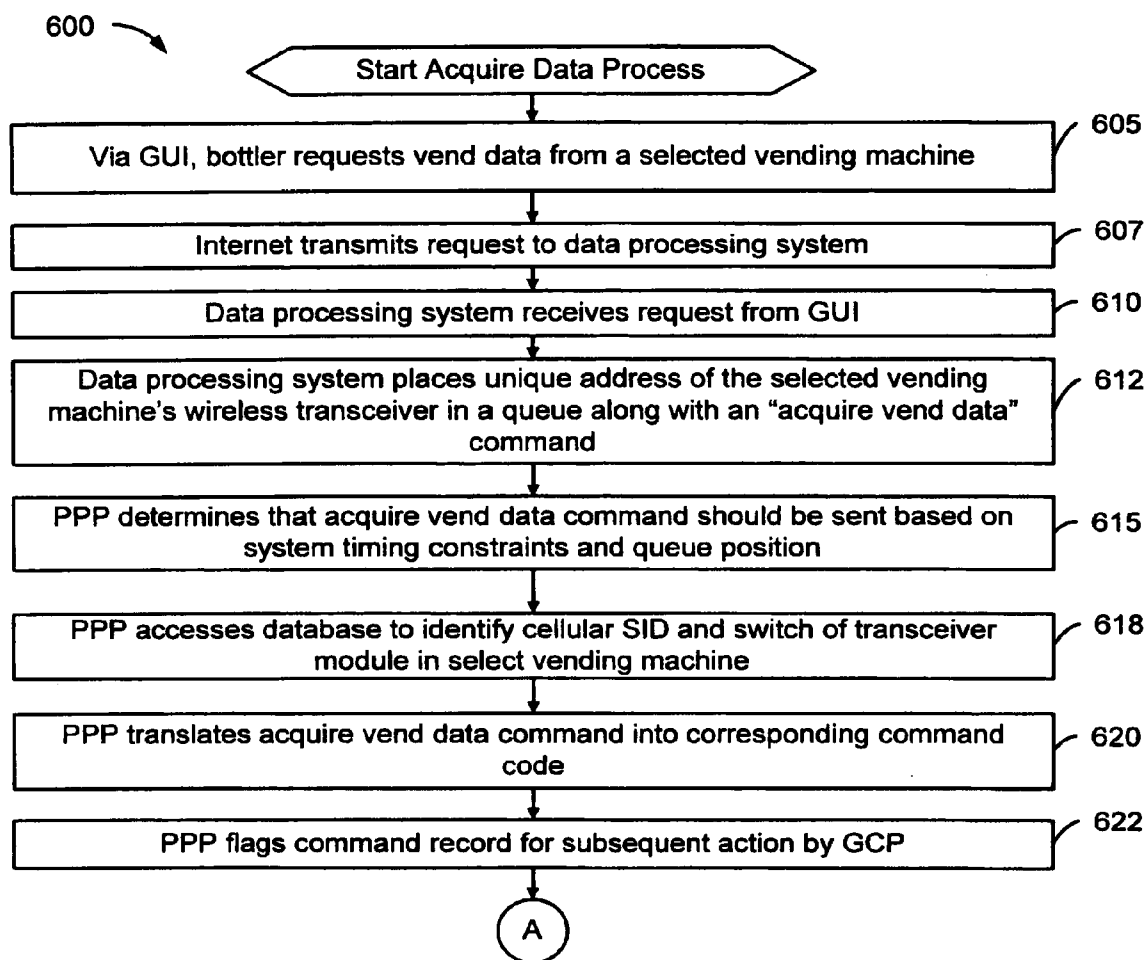 600
Start Acquire Data Process
Via GUI, bottler requests vend data from a selected vending machine
605
Internet transmits request to data processing system
607
Data processing system receives request from GUI
610
Data processing system places unique address of the selected vending
machine's wireless transceiver in a queue along with an “acquire vend data”
command
612
PPP determines that acquire vend data command should be sent based on
system timing constraints and queue position
615
PPP accesses database to identify cellular SID and switch of transceiver
module in select vending machine
618
PPP translates acquire vend data command into corresponding command
code
620
PPP flags command record for subsequent action by GCP
622
A